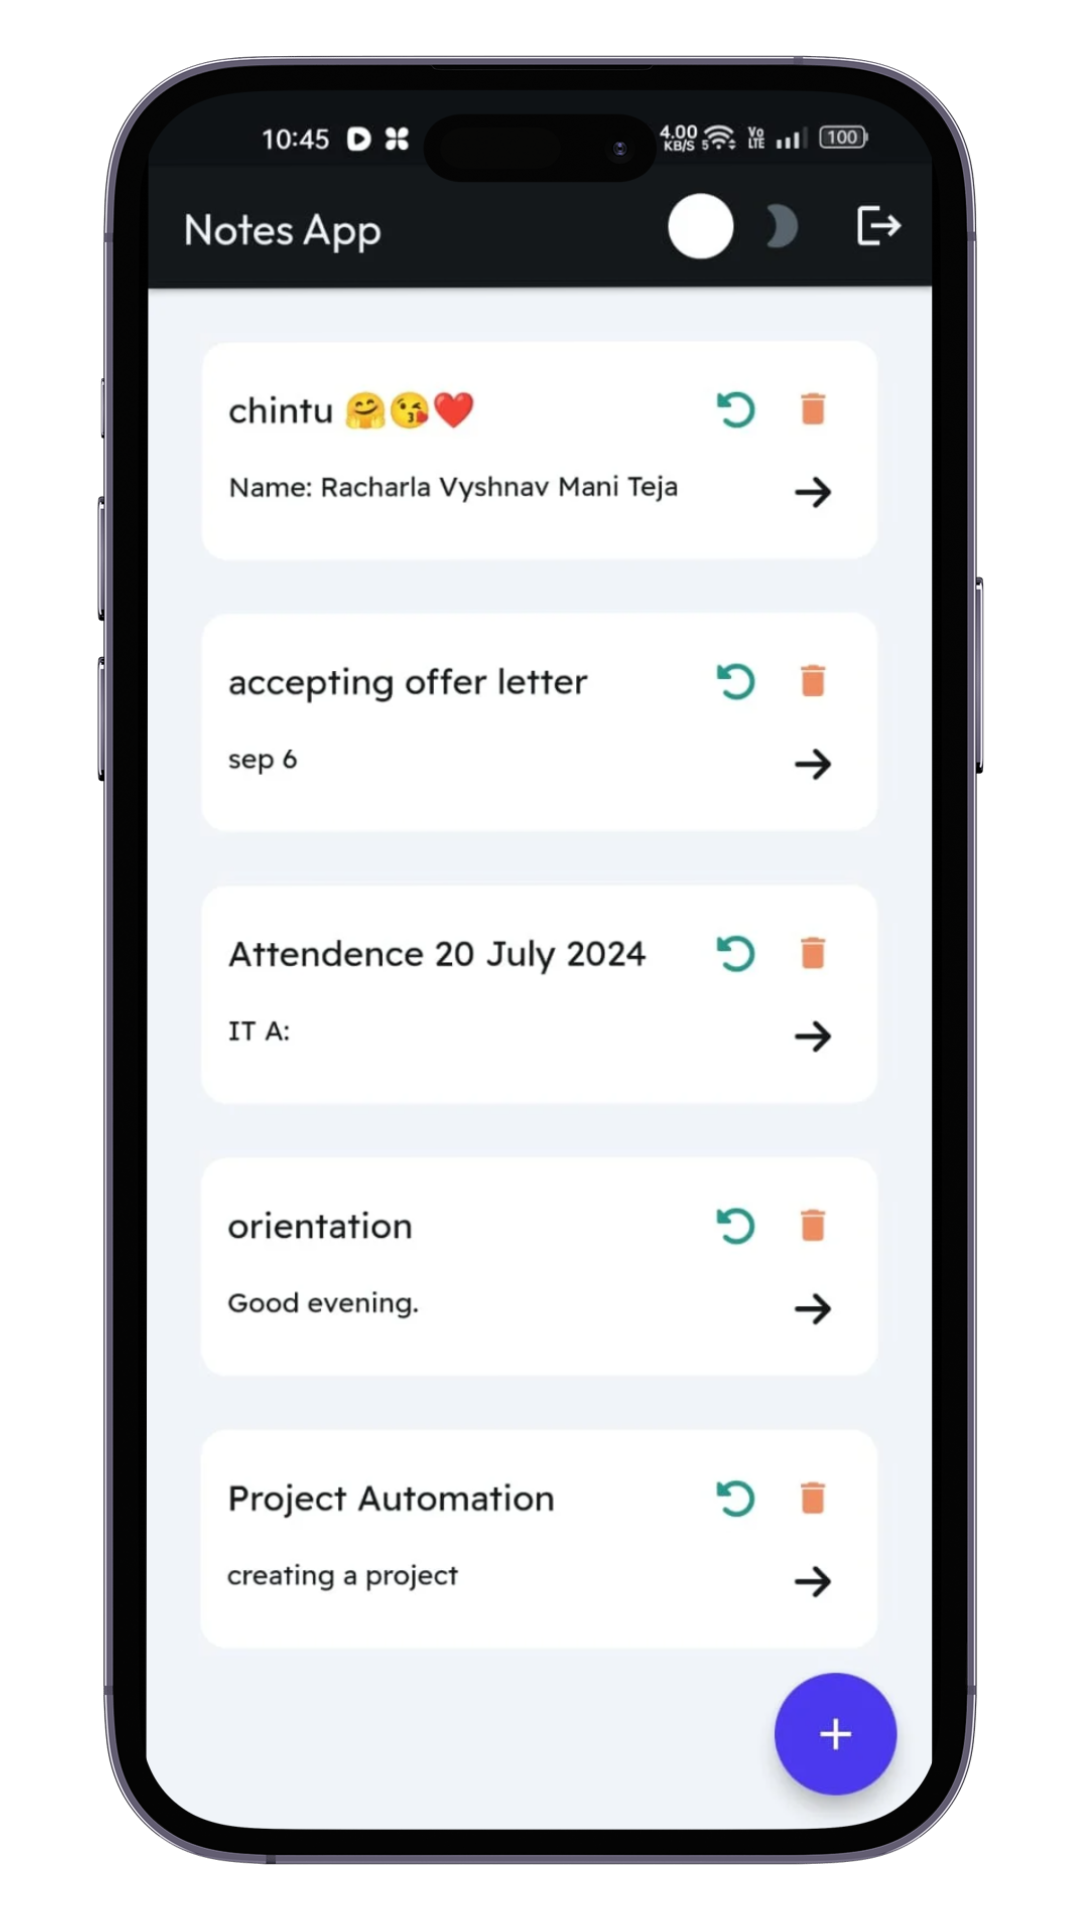 10:45 4.00 KB/S 5 Vo LTE 100
Notes App
chintu 🤗😘❤️
Name: Racharla Vyshnav Mani Teja
accepting offer letter
sep 6
Attendence 20 July 2024
IT A:
orientation
Good evening.
Project Automation
creating a project